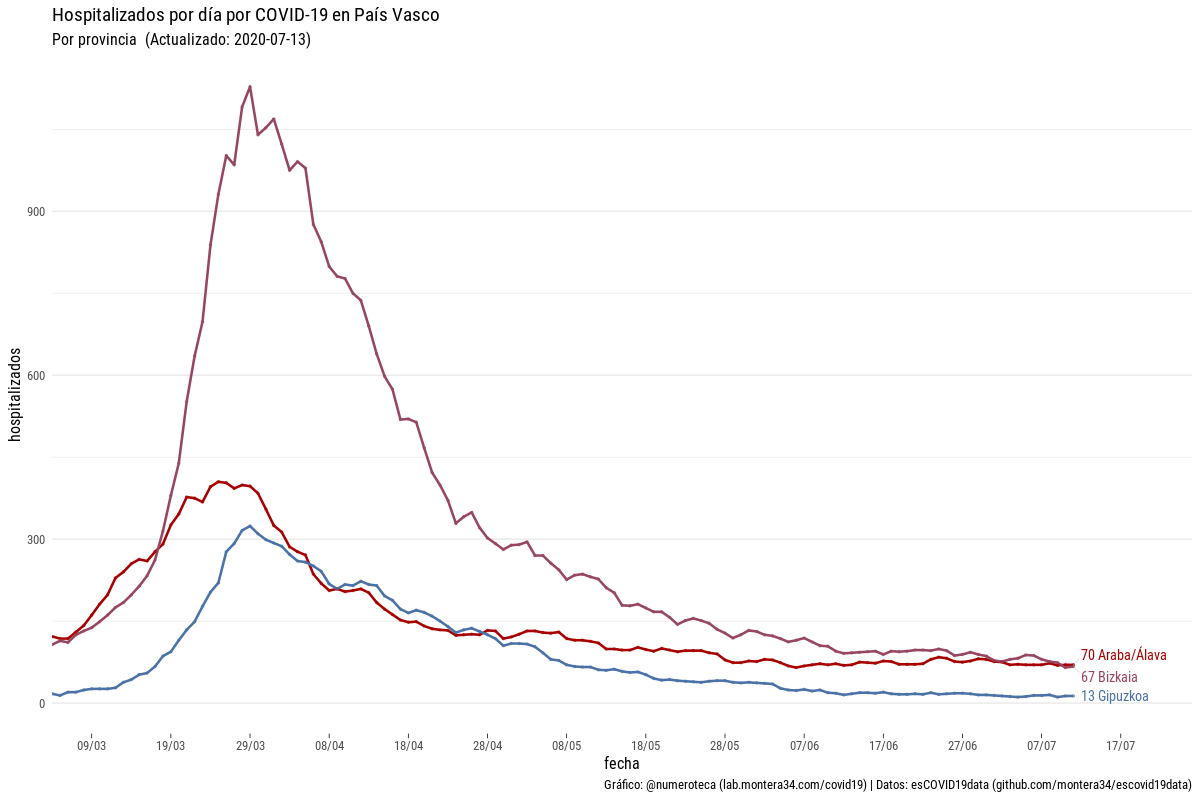 Hospitalizados por día por COVID-19 en País Vasco
Por provincia  (Actualizado: 2020-07-13)
hospitalizados
900
600
300
0
70 Araba/Álava
67 Bizkaia
13 Gipuzkoa
09/03 19/03 29/03 08/04 18/04 28/04 08/05 18/05 28/05 07/06 17/06 27/06 07/07 17/07
fecha
Gráfico: @numeroteca (lab.montera34.com/covid19) | Datos: esCOVID19data (github.com/montera34/escovid19data)